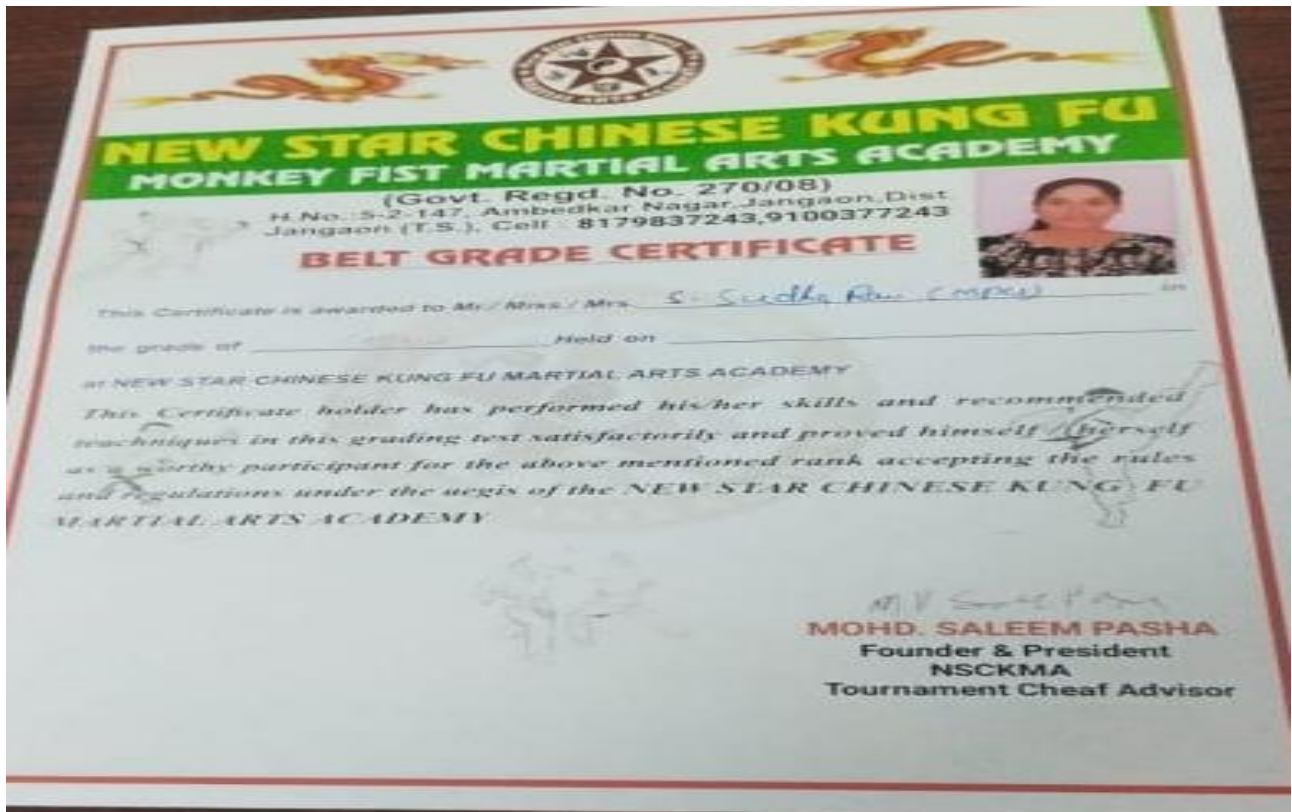 NEW STAR CHINESE KUNG FU
MONKEY FIST MARTIAL ARTS ACADEMY
(Govt. Regd. No. 270/08)
H.No.:5-2-147, Ambedkar Nagar, Jangaon, Dist
Jangaon (T.S.), Cell : 8179837243,9100377243
BELT GRADE CERTIFICATE
This Certificate is awarded to Mr./ Miss / Mrs S. in
the grade of Held on
at NEW STAR CHINESE KUNG FU MARTIAL ARTS ACADEMY
This Certificate holder has performed his/her skills and recommended
teachniques in this grading test satisfactorily and proved himself / herself
as a worthy participant for the above mentioned rank accepting the rules
and regulations under the aegis of the NEW STAR CHINESE KUNG FU
MARTIAL ARTS ACADEMY
MOHD. SALEEM PASHA
Founder & President
NSCKMA
Tournament Cheaf Advisor